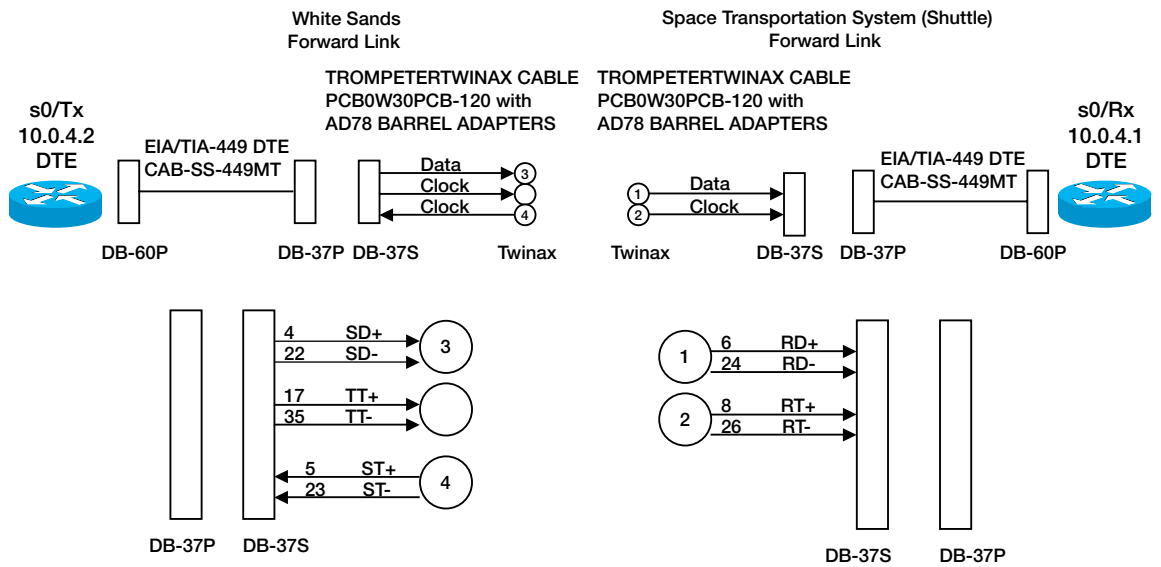 White Sands
Forward Link
Space Transportation System (Shuttle)
Forward Link
TROMPETERTWINAX CABLE
PCB0W30PCB-120 with
AD78 BARREL ADAPTERS
TROMPETERTWINAX CABLE
PCB0W30PCB-120 with
AD78 BARREL ADAPTERS
s0/Tx
10.0.4.2
DTE
EIA/TIA-449 DTE
CAB-SS-449MT
Data
3
Clock
Clock
4
1
Data
2
Clock
EIA/TIA-449 DTE
CAB-SS-449MT
s0/Rx
10.0.4.1
DTE
DB-60P
DB-37P
DB-37S
Twinax
Twinax
DB-37S
DB-37P
DB-60P
4 SD+
22 SD-
3
17 TT+
35 TT-
5 ST+
23 ST-
4
DB-37P
DB-37S
1
6 RD+
24 RD-
2
8 RT+
26 RT-
DB-37S
DB-37P